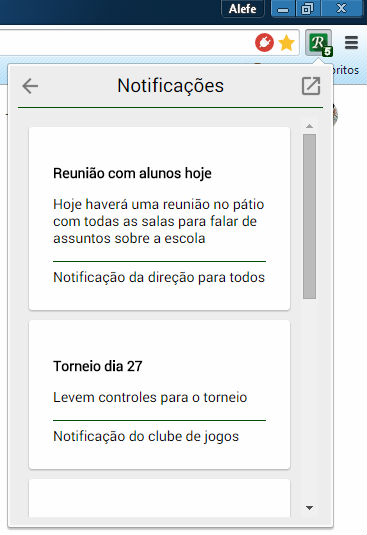 Alefe
R
5
oritos
Notificações
Reunião com alunos hoje
Hoje haverá uma reunião no pátio
com todas as salas para falar de
assuntos sobre a escola
Notificação da direção para todos
Torneio dia 27
Levem controles para o torneio
Notificação do clube de jogos